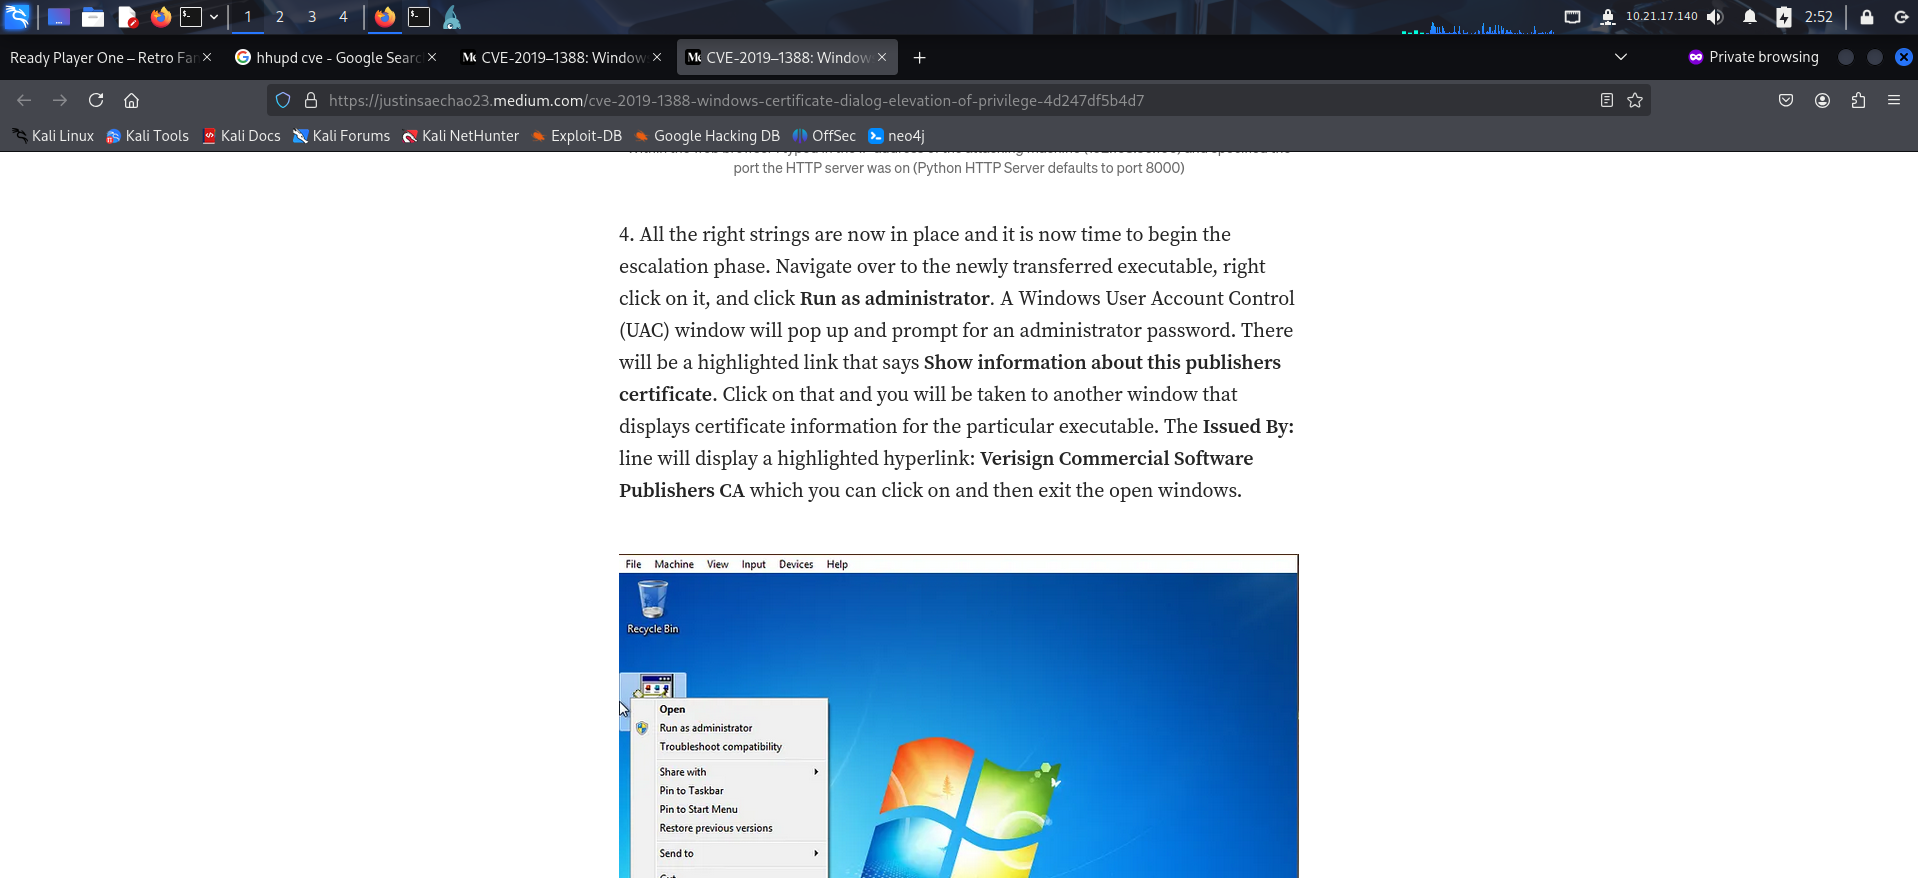 1 2 3 4 10.21.17.140 2:52
Ready Player One – Retro Fan hhupd cve - Google Searc CVE-2019–1388: Window CVE-2019–1388: Window Private browsing
https://justinsaechao23.medium.com/cve-2019-1388-windows-certificate-dialog-elevation-of-privilege-4d247df5b4d7
Kali Linux Kali Tools Kali Docs Kali Forums Kali NetHunter Exploit-DB Google Hacking DB OffSec neo4j
port the HTTP server was on (Python HTTP Server defaults to port 8000)
4. All the right strings are now in place and it is now time to begin the
escalation phase. Navigate over to the newly transferred executable, right
click on it, and click Run as administrator. A Windows User Account Control
(UAC) window will pop up and prompt for an administrator password. There
will be a highlighted link that says Show information about this publishers
certificate. Click on that and you will be taken to another window that
displays certificate information for the particular executable. The Issued By:
line will display a highlighted hyperlink: Verisign Commercial Software
Publishers CA which you can click on and then exit the open windows.
File Machine View Input Devices Help
Recycle Bin
Open
Run as administrator
Troubleshoot compatibility
Share with
Pin to Taskbar
Pin to Start Menu
Restore previous versions
Send to